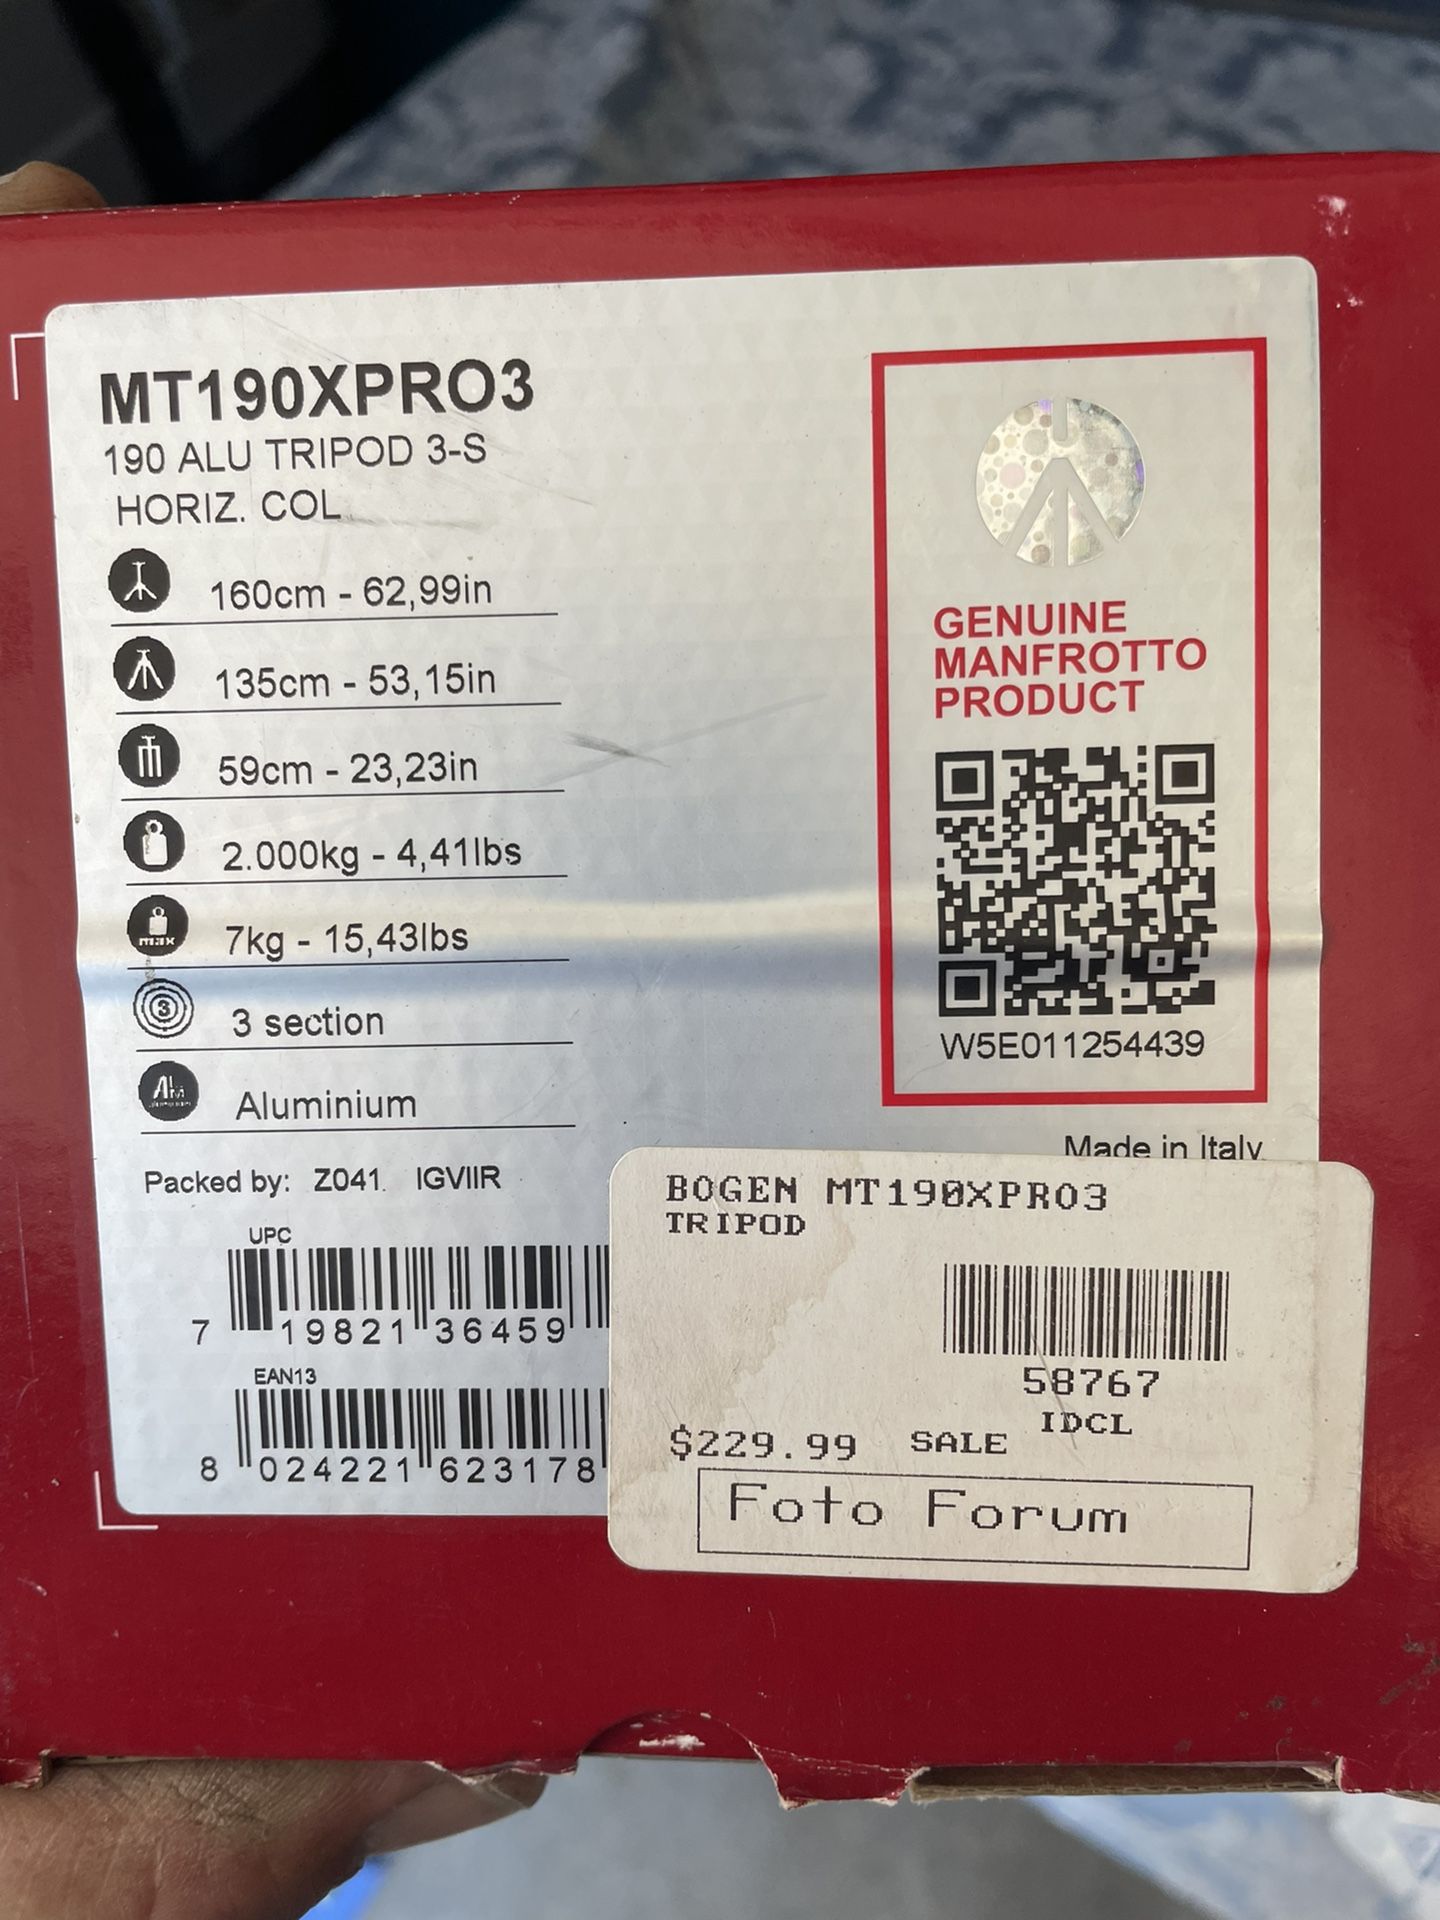 MT190XPRO3
190 ALU TRIPOD 3-S
HORIZ. COL
160cm - 62,99in
135cm - 53,15in
59cm - 23,23in
2.000kg - 4,41lbs
max
7kg - 15,43lbs
3
3 section
Aluminium
Packed by: Z041 IGVIIR
UPC
7 19821 36459
EAN13
8 024221 623178
GENUINE
MANFROTTO
PRODUCT
W5E011254439
Made in Italy
BOGEN MT190XPRO3
TRIPOD
58767
IDCL
$229.99 SALE
Foto Forum